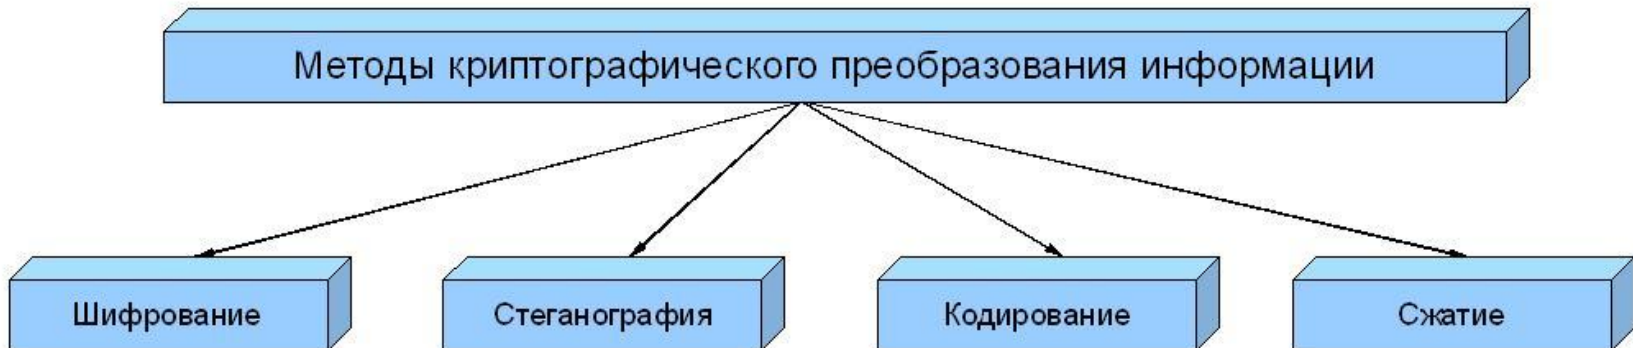 Методы криптографического преобразования информации
Шифрование
Стеганография
Кодирование
Сжатие